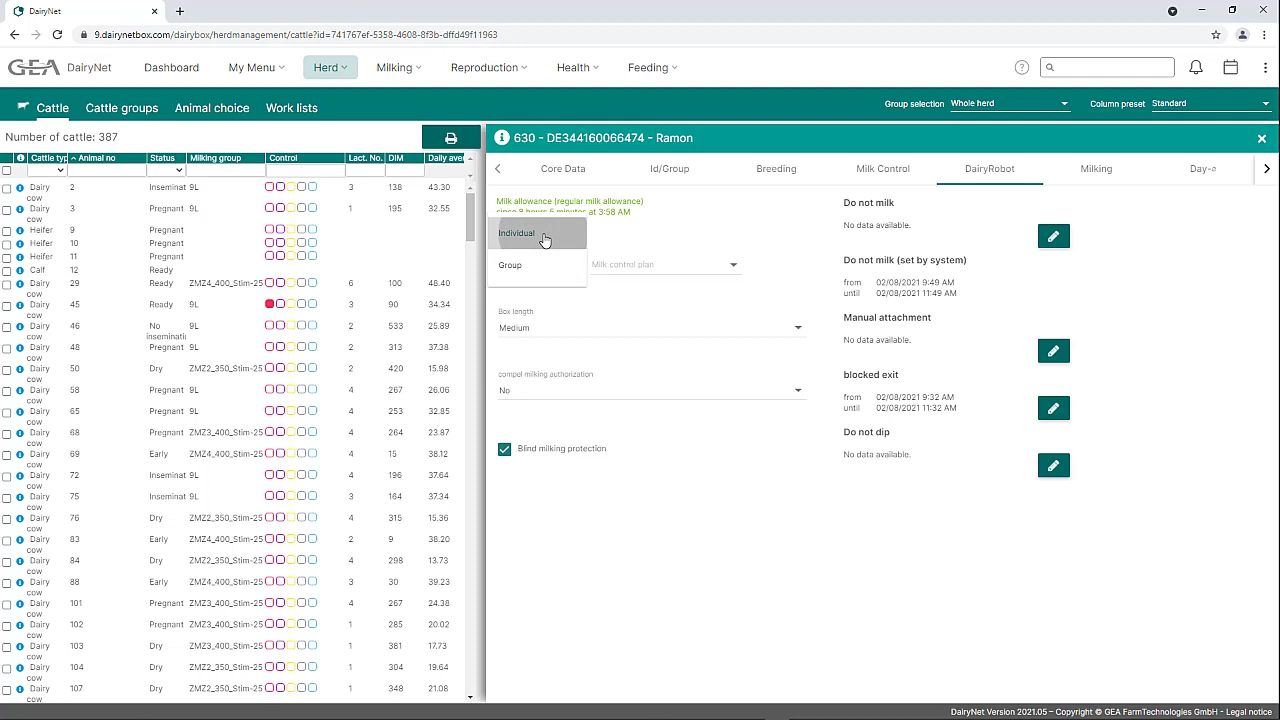 DairyNet
9.dairynetbox.com/dairybox/herdmanagement/cattle?id=741767ef-5358-4608-8f3b-dffd49f11963
GEA DairyNet Dashboard My Menu Herd Milking Reproduction Health Feeding
Cattle Cattle groups Animal choice Work lists Group selection Whole herd Column preset Standard
Number of cattle: 387
Cattle typ Animal no Status Milking group Control Lact. No. DIM Daily aver
Dairy cow 2 Inseminat 9L 3 138 43.30
Dairy cow 3 Pregnant 9L 1 195 32.55
Heifer 9 Pregnant
Heifer 10 Pregnant
Heifer 11 Pregnant
Calf 12 Ready
Dairy cow 29 Ready ZMZ4_400_Stim-25 6 100 48.40
Dairy cow 45 Ready 9L 3 90 34.34
Dairy cow 46 No inseminatio 9L 2 533 25.89
Dairy cow 48 Pregnant 9L 2 313 37.38
Dairy cow 50 Dry ZMZ2_350_Stim-25 2 420 15.98
Dairy cow 58 Pregnant 9L 4 267 26.06
Dairy cow 65 Pregnant 9L 4 253 32.85
Dairy cow 68 Pregnant ZMZ3_400_Stim-25 4 264 23.87
Dairy cow 69 Early ZMZ4_400_Stim-25 4 15 38.12
Dairy cow 72 Inseminat 9L 4 196 37.64
Dairy cow 75 Inseminat 9L 3 164 37.34
Dairy cow 76 Dry ZMZ2_350_Stim-25 4 315 15.36
Dairy cow 83 Early ZMZ4_400_Stim-25 2 9 38.20
Dairy cow 84 Dry ZMZ2_350_Stim-25 4 298 13.73
Dairy cow 88 Early ZMZ4_400_Stim-25 3 30 39.23
Dairy cow 101 Pregnant ZMZ3_400_Stim-25 4 267 24.38
Dairy cow 102 Pregnant ZMZ3_400_Stim-25 1 285 20.02
Dairy cow 103 Dry ZMZ3_400_Stim-25 1 381 17.73
Dairy cow 104 Dry ZMZ2_350_Stim-25 1 304 19.64
Dairy cow 107 Dry ZMZ2_350_Stim-25 1 348 21.08
630 - DE344160066474 - Ramon
Core Data Id/Group Breeding Milk Control DairyRobot Milking Day-e
Milk allowance (regular milk allowance)
since 8 hours 5 minutes at 3:58 AM
Individual
Group
Milk control plan
Box length
Medium
compel milking authorization
No
Blind milking protection
Do not milk
No data available.
Do not milk (set by system)
from 02/08/2021 9:49 AM
until 02/08/2021 11:49 AM
Manual attachment
No data available.
blocked exit
from 02/08/2021 9:32 AM
until 02/08/2021 11:32 AM
Do not dip
No data available.
DairyNet Version 2021.05 – Copyright © GEA FarmTechnologies GmbH - Legal notice